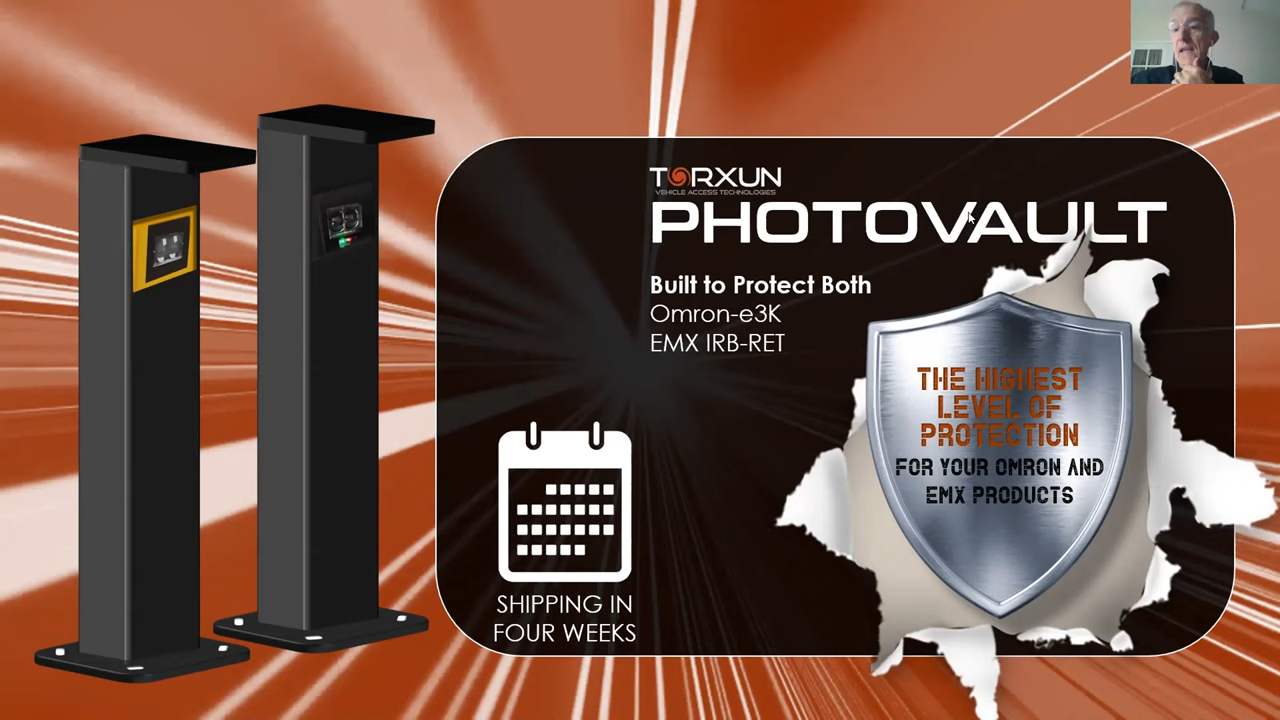 TORXUN
VEHICLE ACCESS TECHNOLOGIES
PHOTOVAULT
Built to Protect Both
Omron-e3K
EMX IRB-RET
THE HIGHEST
LEVEL OF
PROTECTION
FOR YOUR OMRON AND
EMX PRODUCTS
SHIPPING IN
FOUR WEEKS